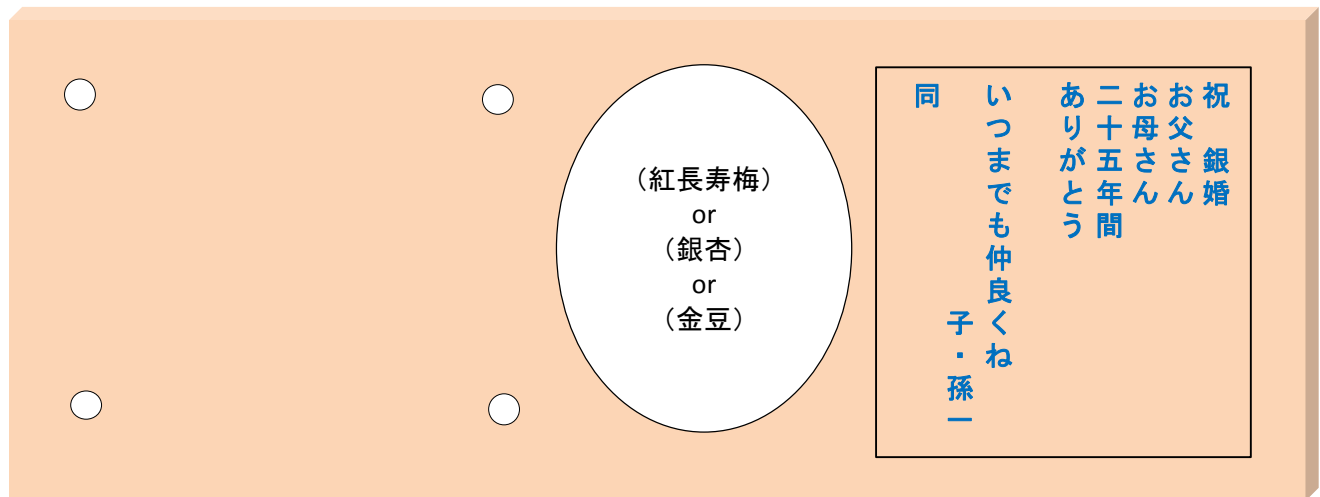 祝　銀婚
お父さん
お母さん
二十五年間
ありがとう
いつまでも仲良くね
子・孫一
同
（紅長寿梅）
or
（銀杏）
or
（金豆）